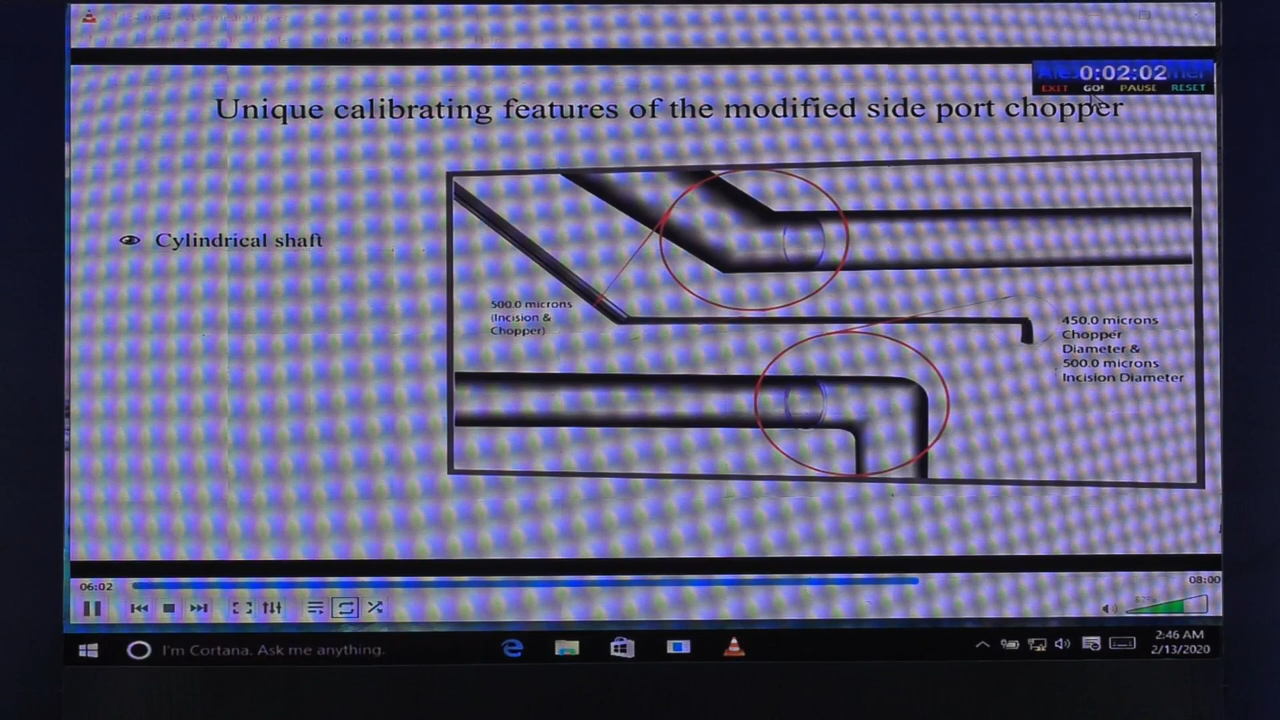 0:02:02
EXIT GO! PAUSE RESET
Unique calibrating features of the modified side port chopper
Cylindrical shaft
500.0 microns
(Incision &
Chopper)
450.0 microns
Chopper
Diameter &
500.0 microns
Incision Diameter
06:02
08:00
I'm Cortana. Ask me anything.
2:46 AM
2/13/2020